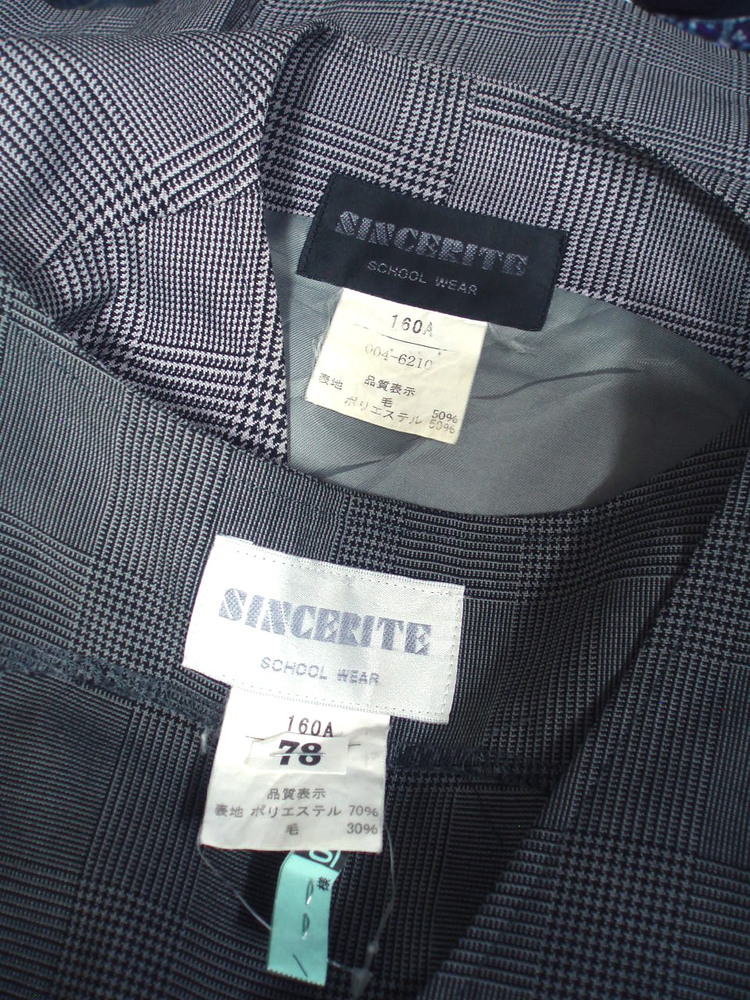 SINCERITE
SCHOOL WEAR
160A
004-6210
品質表示
表地 毛 50%
ポリエステル 50%
SINCERITE
SCHOOL WEAR
160A
78
品質表示
表地 ポリエステル 70%
毛 30%
様